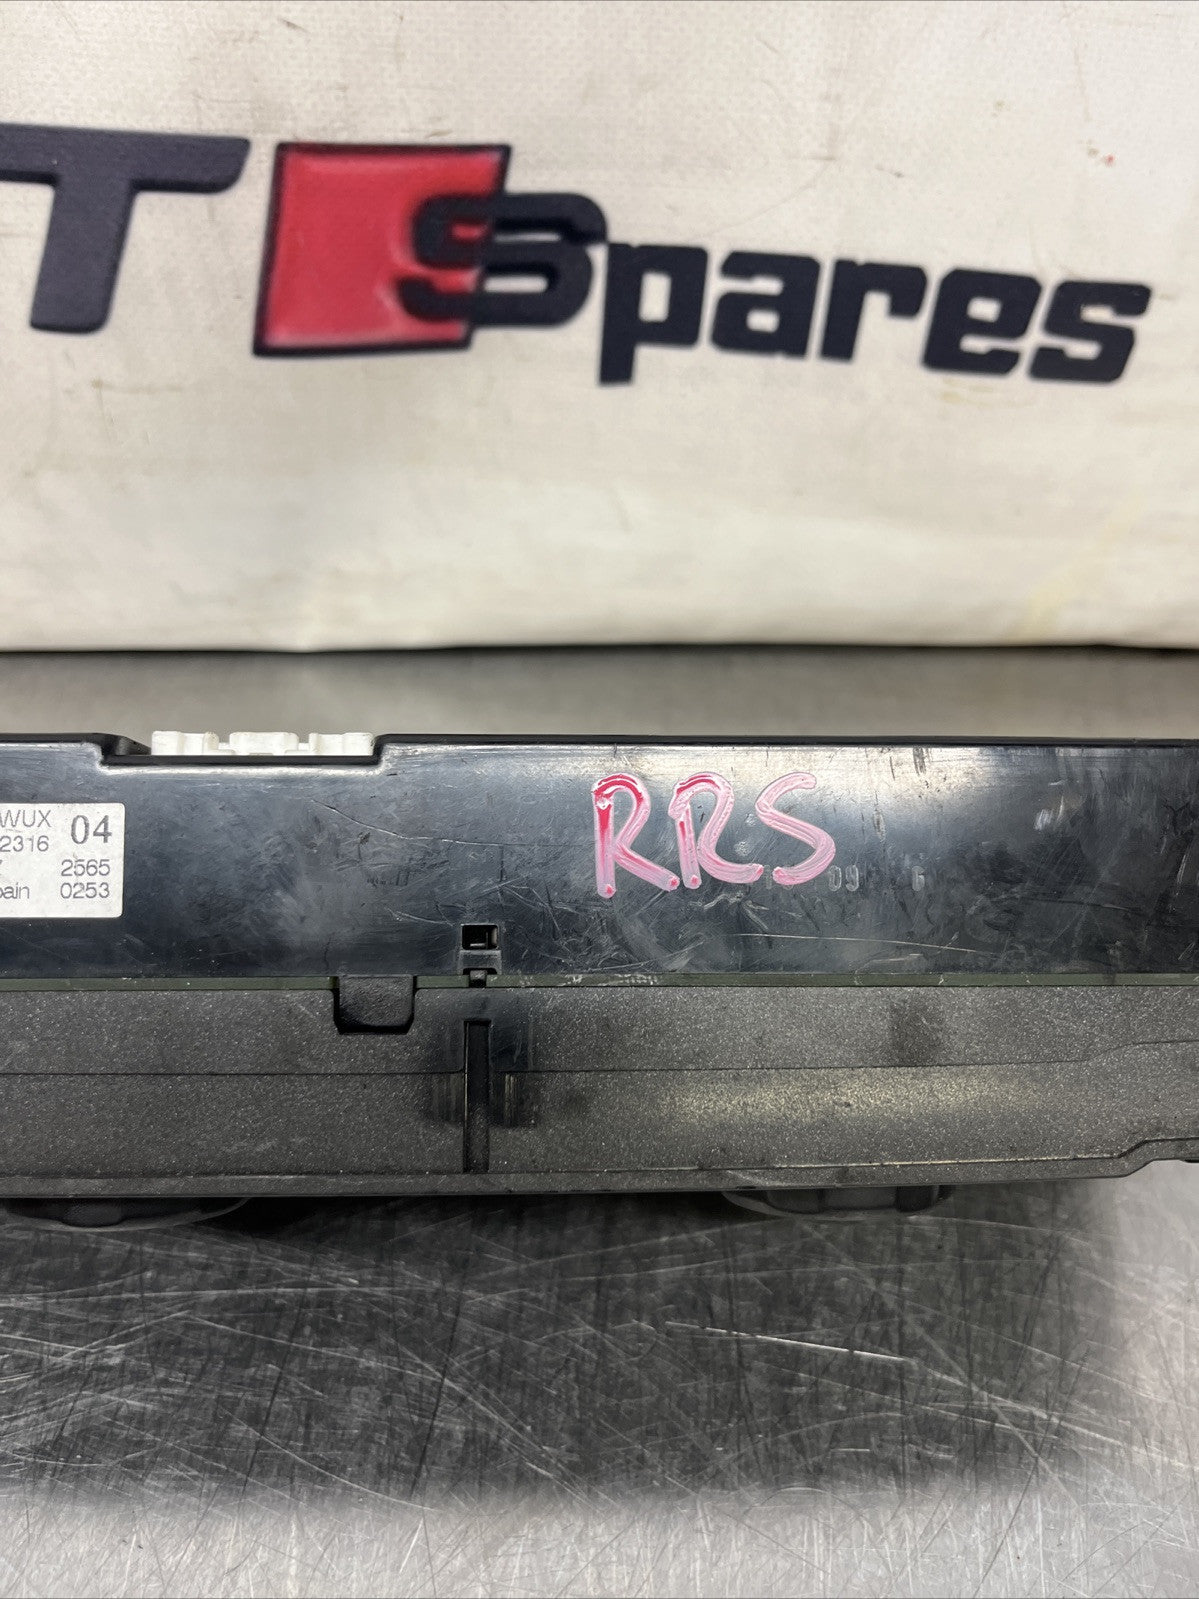 T Spares
WUX
2316 04
2565
pain 0253
RRS